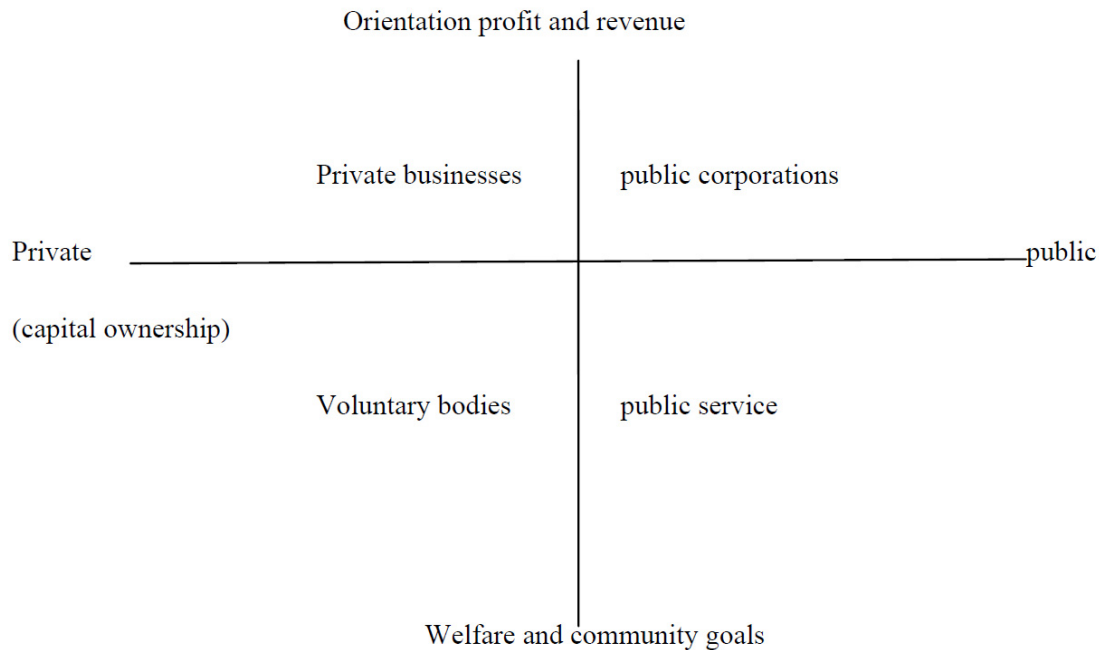 Orientation profit and revenue
Private businesses public corporations
Private public
(capital ownership)
Voluntary bodies public service
Welfare and community goals